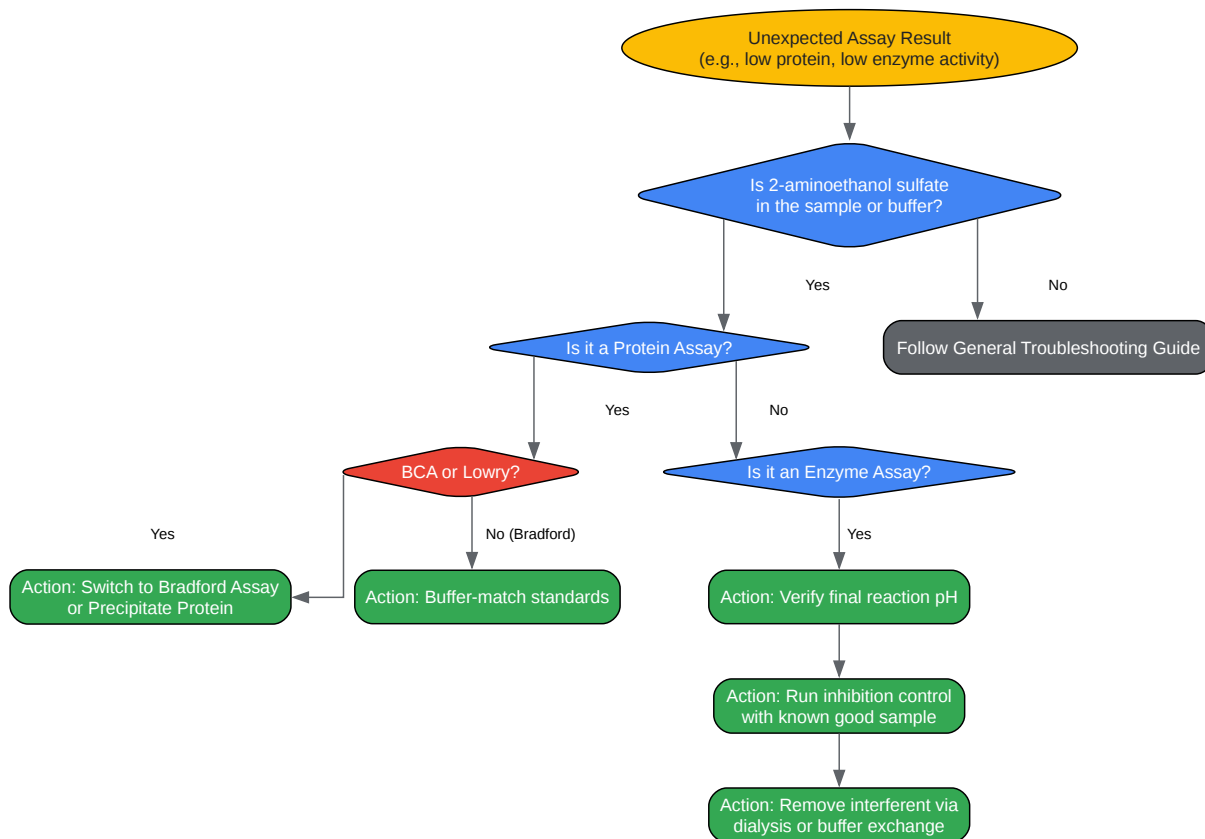 Unexpected Assay Result
(e.g., low protein, low enzyme activity)
Is 2-aminoethanol sulfate
in the sample or buffer?
Yes
No
Is it a Protein Assay?
Follow General Troubleshooting Guide
Yes
No
BCA or Lowry?
Is it an Enzyme Assay?
Yes
No (Bradford)
Yes
Action: Switch to Bradford Assay
or Precipitate Protein
Action: Buffer-match standards
Action: Verify final reaction pH
Action: Run inhibition control
with known good sample
Action: Remove interferent via
dialysis or buffer exchange